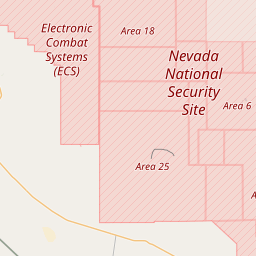 Electronic
Combat
Systems
(ECS)
Area 18
Nevada
National
Security
Site
Area 6
Area 25